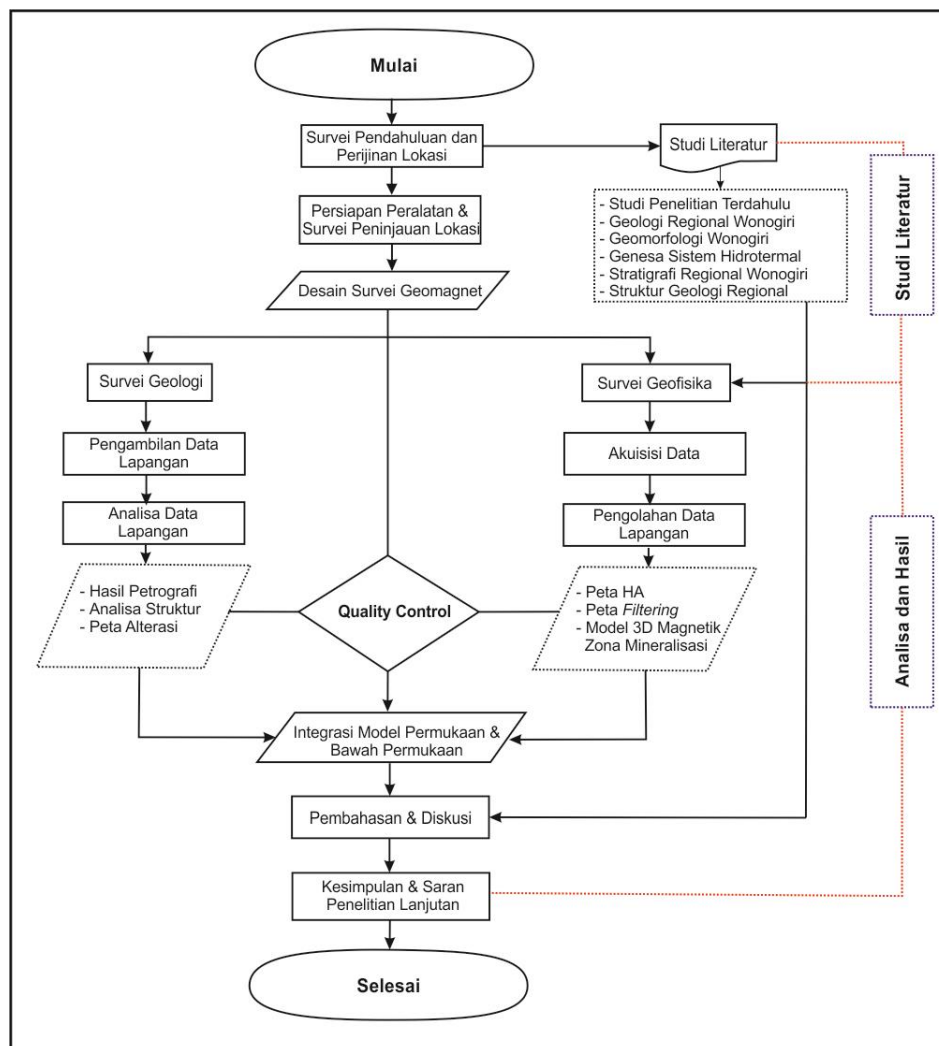 Mulai
Survei Pendahuluan dan
Perijinan Lokasi
Studi Literatur
Persiapan Peralatan &
Survei Peninjauan Lokasi
- Studi Penelitian Terdahulu
- Geologi Regional Wonogiri
- Geomorfologi Wonogiri
- Genesa Sistem Hidrotermal
- Stratigrafi Regional Wonogiri
- Struktur Geologi Regional
Studi Literatur
Desain Survei Geomagnet
Survei Geologi
Survei Geofisika
Pengambilan Data
Lapangan
Akuisisi Data
Analisa Data
Lapangan
Pengolahan Data
Lapangan
- Hasil Petrografi
- Analisa Struktur
- Peta Alterasi
Quality Control
- Peta HA
- Peta Filtering
- Model 3D Magnetik
Zona Mineralisasi
Analisa dan Hasil
Integrasi Model Permukaan &
Bawah Permukaan
Pembahasan & Diskusi
Kesimpulan & Saran
Penelitian Lanjutan
Selesai